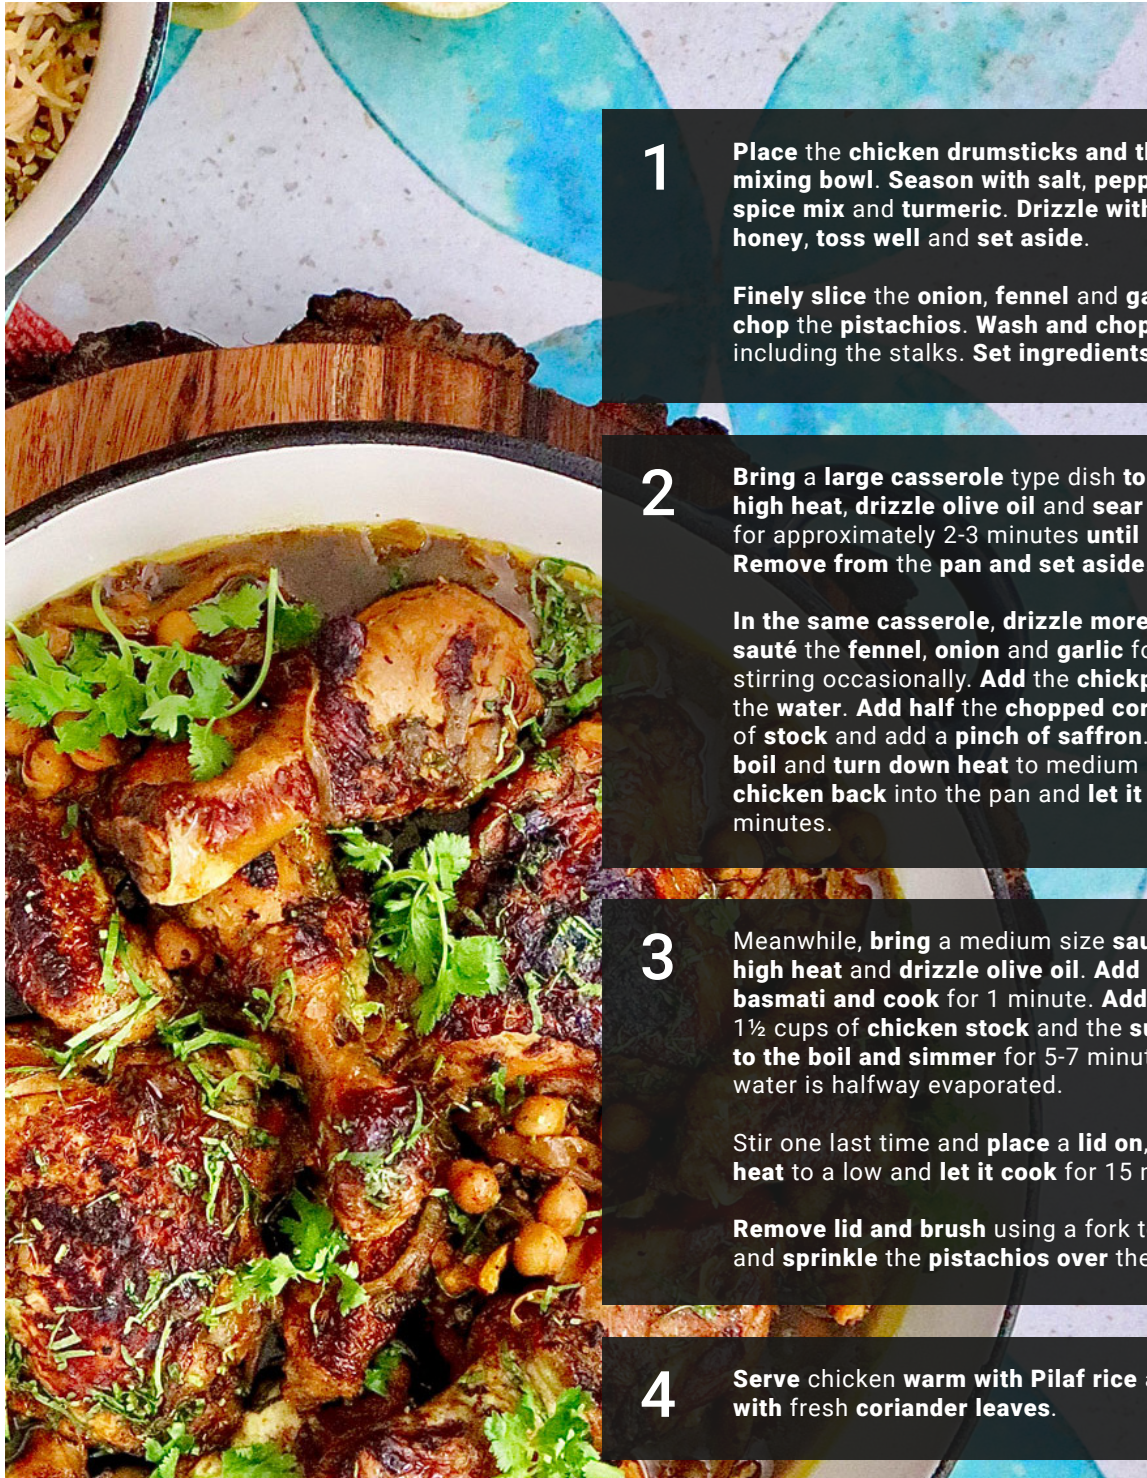 1
Place the chicken drumsticks and
mixing bowl. Season with salt,
spice mix and turmeric. Drizzle
honey, toss well and set aside.
Finely slice the onion, fennel and
chop the pistachios. Wash and
including the stalks. Set ingredients
2
Bring a large casserole type dish to
high heat, drizzle olive oil and sear
for approximately 2-3 minutes until
Remove from the pan and set aside
In the same casserole, drizzle more
sauté the fennel, onion and garlic
stirring occasionally. Add the
the water. Add half the chopped
of stock and add a pinch of saffron.
boil and turn down heat to medium
chicken back into the pan and let it
minutes.
3
Meanwhile, bring a medium size
high heat and drizzle olive oil. Add
basmati and cook for 1 minute. Add
1½ cups of chicken stock and the
to the boil and simmer for 5-7
water is halfway evaporated.
Stir one last time and place a lid on,
heat to a low and let it cook for 15
Remove lid and brush using a fork
and sprinkle the pistachios over
4
Serve chicken warm with Pilaf rice
with fresh coriander leaves.